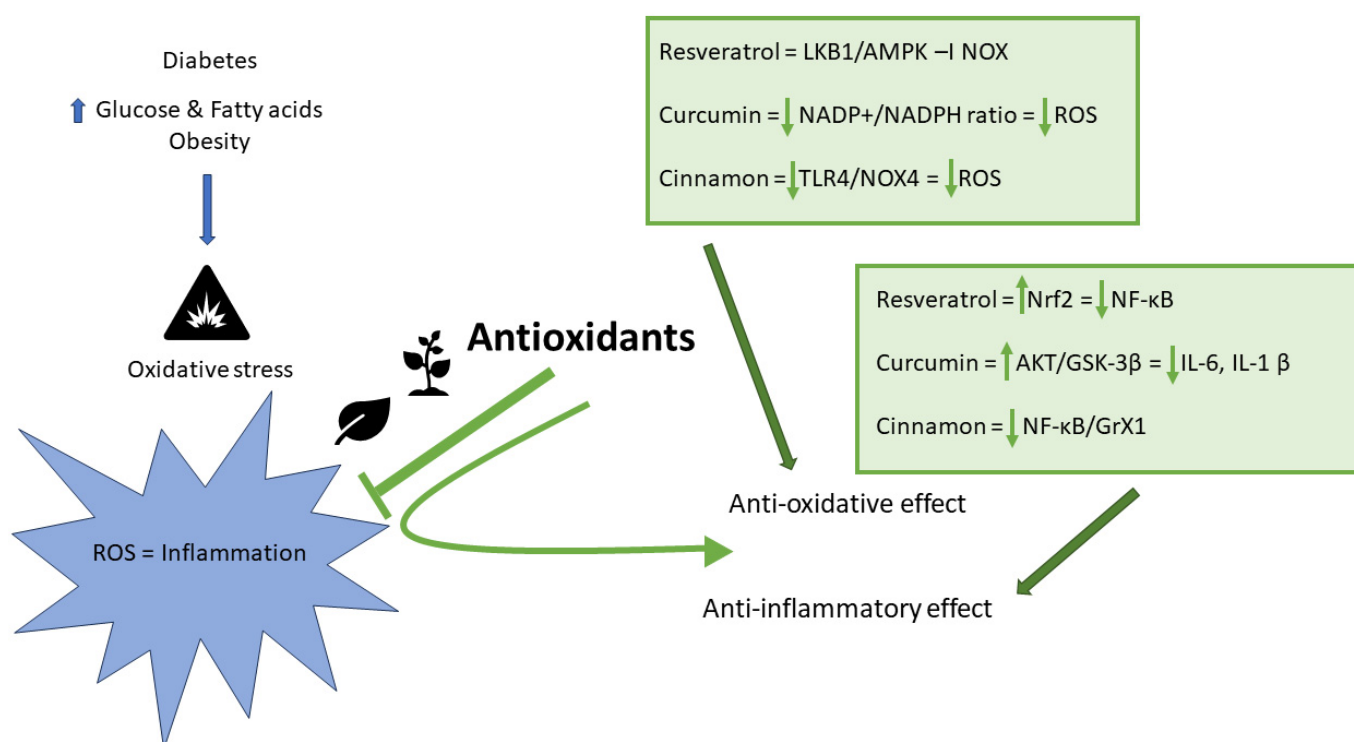 Diabetes
Glucose & Fatty acids
Obesity
Oxidative stress
ROS = Inflammation
Antioxidants
Resveratrol = LKB1/AMPK –I NOX
Curcumin = ↓ NADP+/NADPH ratio = ↓ ROS
Cinnamon = ↓ TLR4/NOX4 = ↓ ROS
Resveratrol = ↑ Nrf2 = ↓ NF-κB
Curcumin = ↑ AKT/GSK-3β = ↓ IL-6, IL-1 β
Cinnamon = ↓ NF-κB/GrX1
Anti-oxidative effect
Anti-inflammatory effect